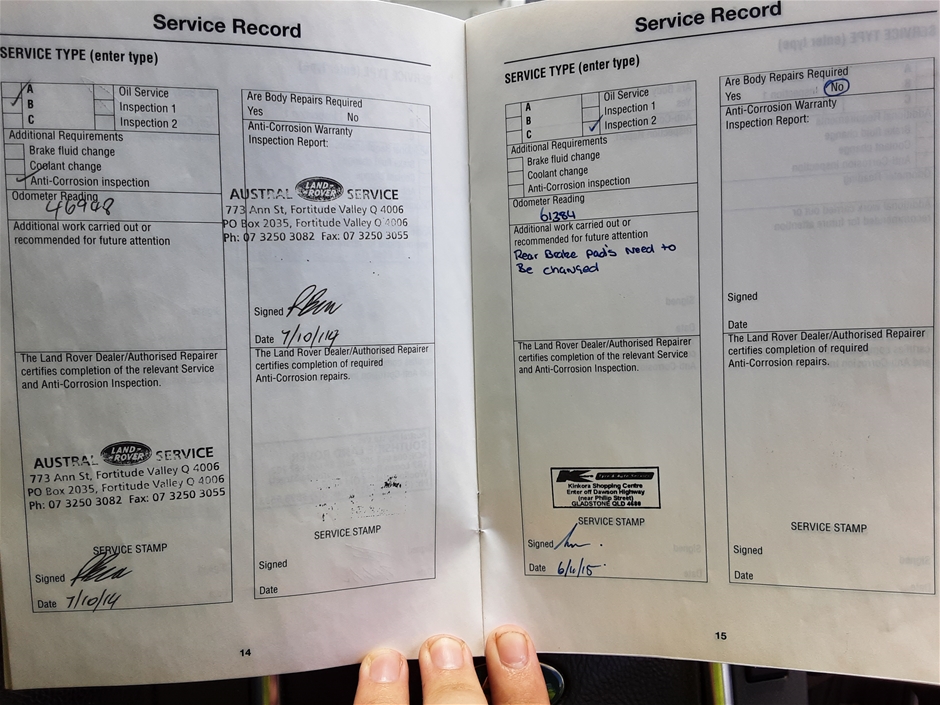 Service Record
SERVICE TYPE (enter type)
A
B
C
Oil Service
Inspection 1
Inspection 2
Additional Requirements
Brake fluid change
Coolant change
Anti-Corrosion inspection
Odometer Reading
46948
Additional work carried out or
recommended for future attention
The Land Rover Dealer/Authorised Repairer
certifies completion of the relevant Service
and Anti-Corrosion Inspection.
AUSTRAL LAND ROVER SERVICE
773 Ann St, Fortitude Valley Q 4006
PO Box 2035, Fortitude Valley Q 4006
Ph: 07 3250 3082 Fax: 07 3250 3055
SERVICE STAMP
Signed
Date 7/10/14
Are Body Repairs Required
Yes No
Anti-Corrosion Warranty
Inspection Report:
AUSTRAL LAND ROVER SERVICE
773 Ann St, Fortitude Valley Q 4006
PO Box 2035, Fortitude Valley Q 4006
Ph: 07 3250 3082 Fax: 07 3250 3055
Signed
Date 7/10/14
The Land Rover Dealer/Authorised Repairer
certifies completion of required
Anti-Corrosion repairs.
SERVICE STAMP
Signed
Date
14
Service Record
SERVICE TYPE (enter type)
A
B
C
Oil Service
Inspection 1
Inspection 2
Additional Requirements
Brake fluid change
Coolant change
Anti-Corrosion inspection
Odometer Reading
61384
Additional work carried out or
recommended for future attention
Rear Brake Pad's Need to
Be changed
The Land Rover Dealer/Authorised Repairer
certifies completion of the relevant Service
and Anti-Corrosion Inspection.
Kinkora Shopping Centre
Enter off Dawson Highway
(near Philip Street)
GLADSTONE QLD 4680
SERVICE STAMP
Signed
Date 6/6/15
Are Body Repairs Required
Yes No
Anti-Corrosion Warranty
Inspection Report:
Signed
Date
The Land Rover Dealer/Authorised Repairer
certifies completion of required
Anti-Corrosion repairs.
SERVICE STAMP
Signed
Date
15